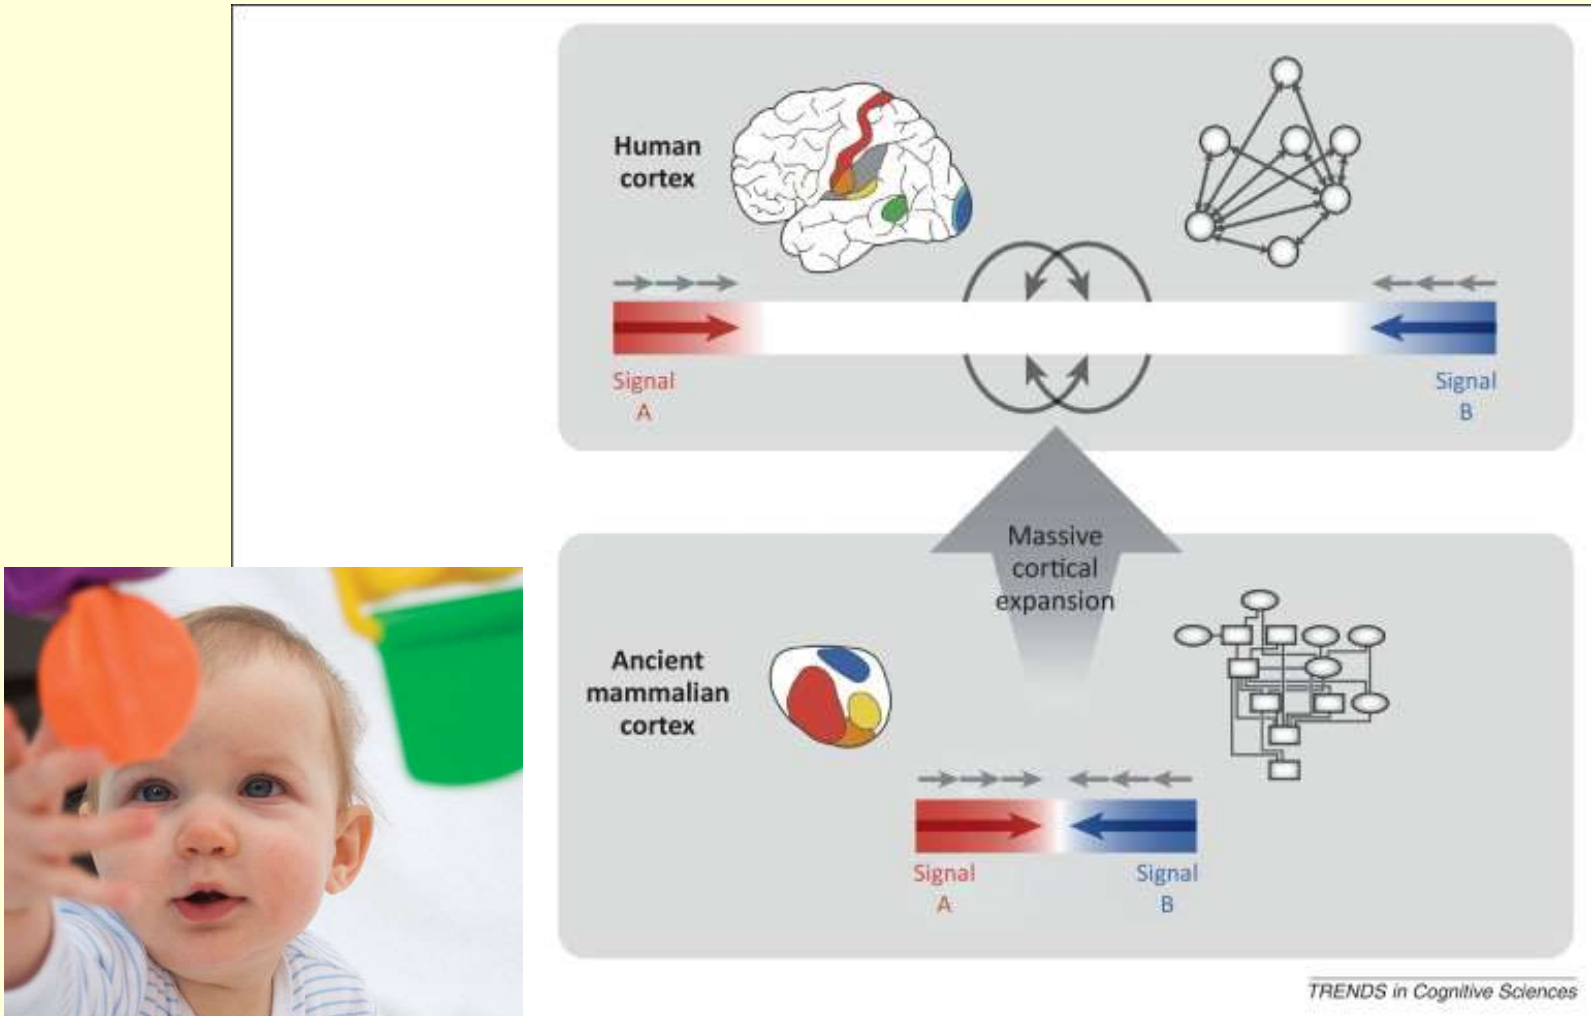 Human
cortex
Signal
A
Signal
B
Massive
cortical
expansion
Ancient
mammalian
cortex
Signal
A
Signal
B
TRENDS in Cognitive Sciences